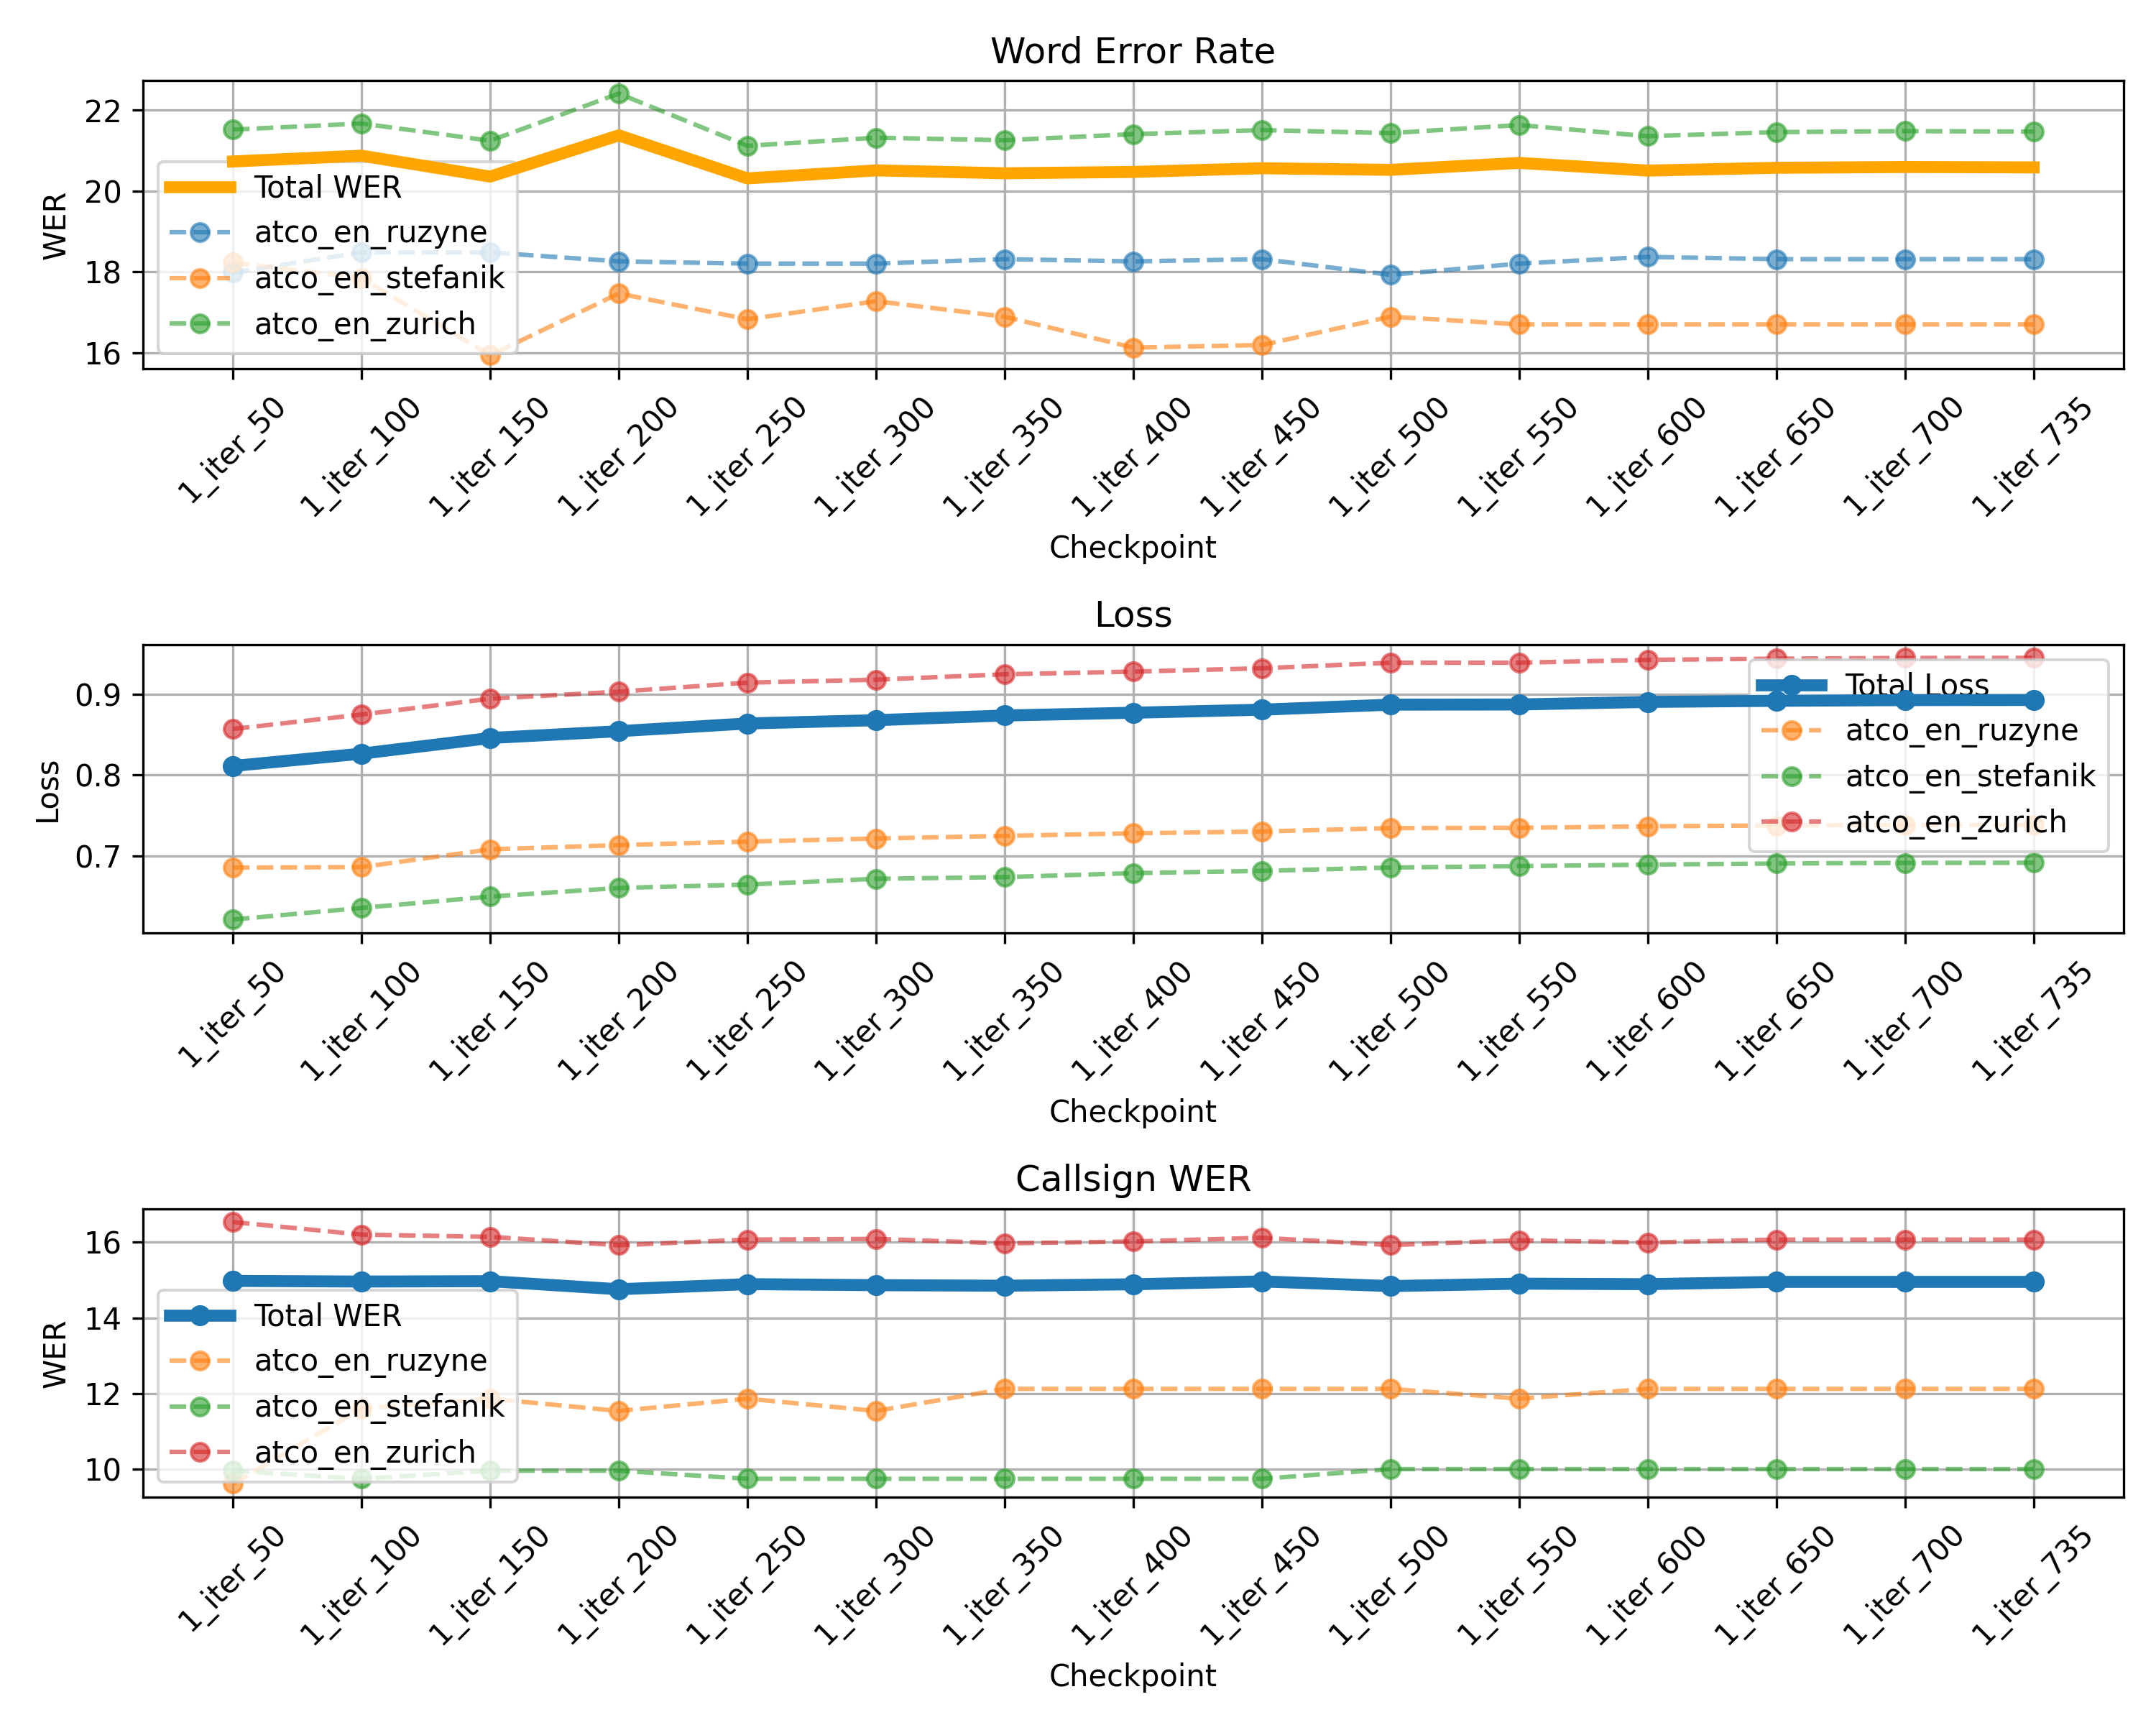 Word Error Rate
WER
22
20
18
16
Total WER
atco_en_ruzyne
atco_en_stefanik
atco_en_zurich
1_iter_50
1_iter_100
1_iter_150
1_iter_200
1_iter_250
1_iter_300
1_iter_350
1_iter_400
1_iter_450
1_iter_500
1_iter_550
1_iter_600
1_iter_650
1_iter_700
1_iter_735
Checkpoint
Loss
Loss
0.9
0.8
0.7
Total Loss
atco_en_ruzyne
atco_en_stefanik
atco_en_zurich
1_iter_50
1_iter_100
1_iter_150
1_iter_200
1_iter_250
1_iter_300
1_iter_350
1_iter_400
1_iter_450
1_iter_500
1_iter_550
1_iter_600
1_iter_650
1_iter_700
1_iter_735
Checkpoint
Callsign WER
WER
16
14
12
10
Total WER
atco_en_ruzyne
atco_en_stefanik
atco_en_zurich
1_iter_50
1_iter_100
1_iter_150
1_iter_200
1_iter_250
1_iter_300
1_iter_350
1_iter_400
1_iter_450
1_iter_500
1_iter_550
1_iter_600
1_iter_650
1_iter_700
1_iter_735
Checkpoint